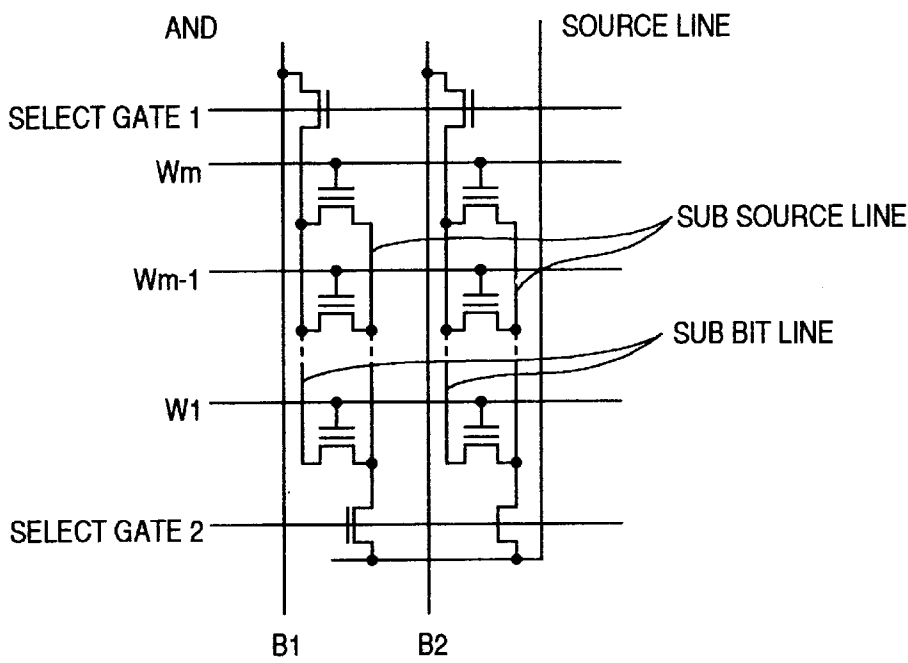 AND
SOURCE LINE
SELECT GATE 1
Wm
SUB SOURCE LINE
Wm-1
SUB BIT LINE
W1
SELECT GATE 2
B1
B2